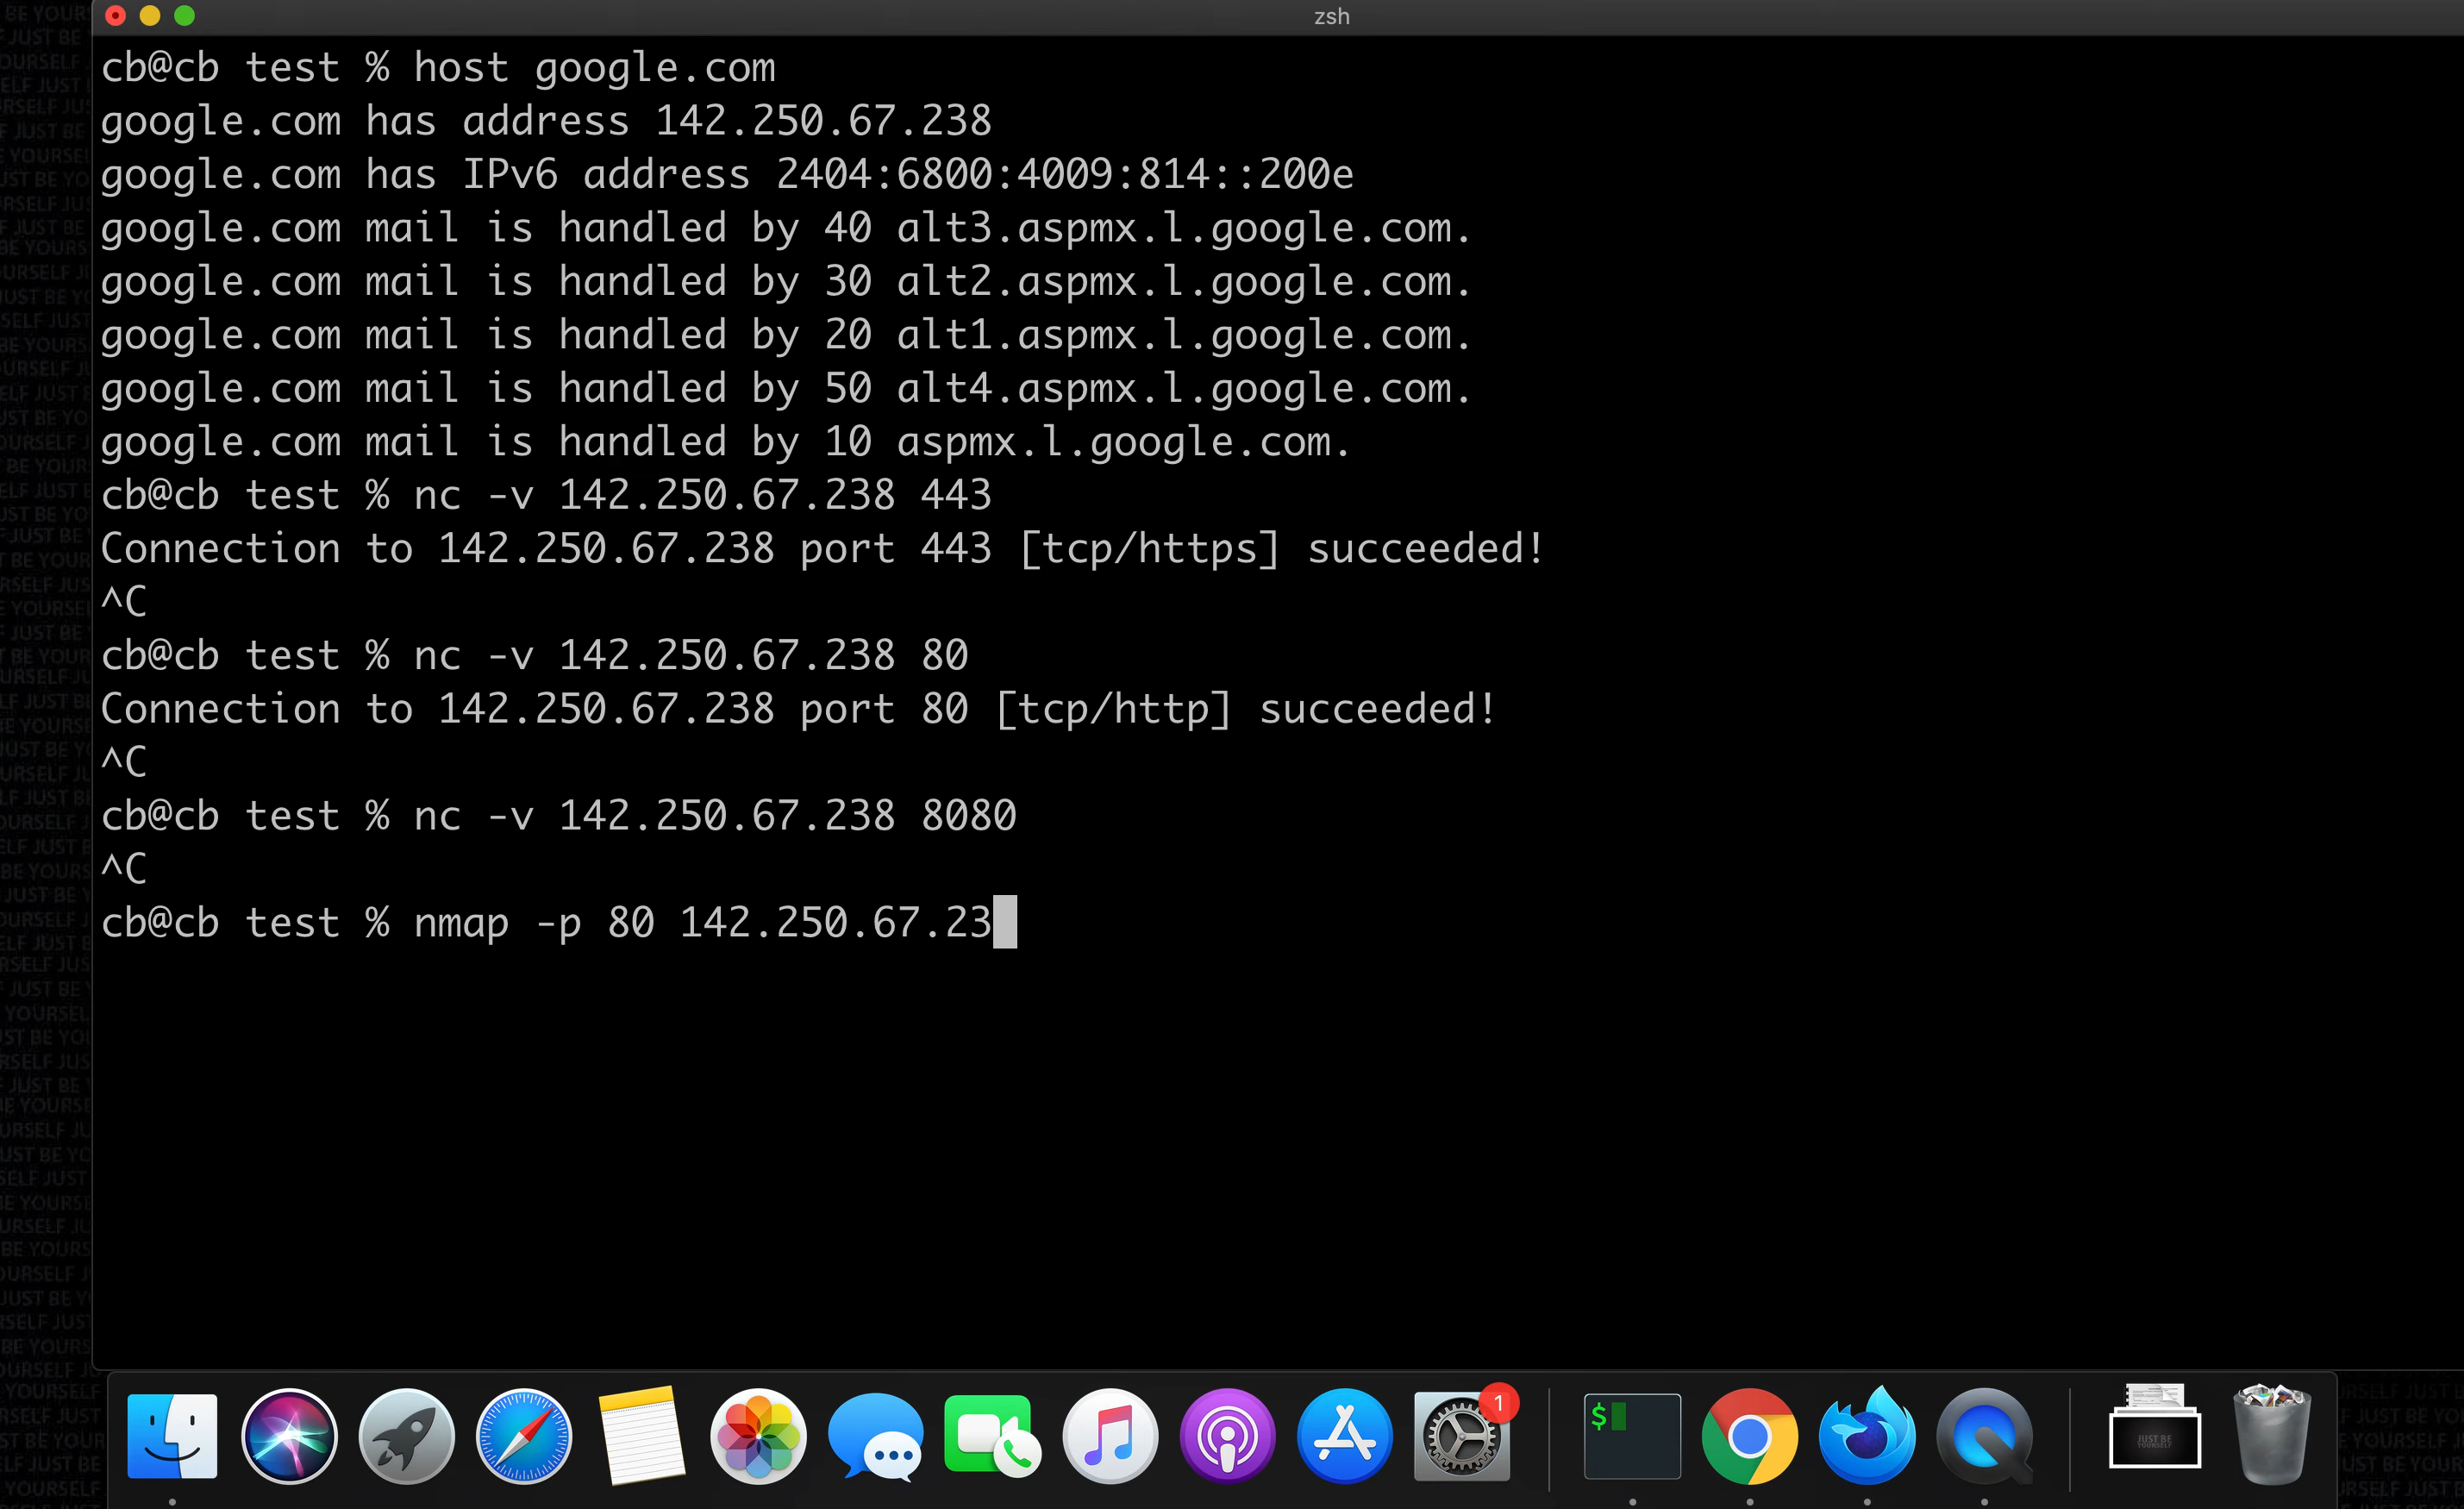 zsh
cb@cb test % host google.com
google.com has address 142.250.67.238
google.com has IPv6 address 2404:6800:4009:814::200e
google.com mail is handled by 40 alt3.aspmx.l.google.com.
google.com mail is handled by 30 alt2.aspmx.l.google.com.
google.com mail is handled by 20 alt1.aspmx.l.google.com.
google.com mail is handled by 50 alt4.aspmx.l.google.com.
google.com mail is handled by 10 aspmx.l.google.com.
cb@cb test % nc -v 142.250.67.238 443
Connection to 142.250.67.238 port 443 [tcp/https] succeeded!
^C
cb@cb test % nc -v 142.250.67.238 80
Connection to 142.250.67.238 port 80 [tcp/http] succeeded!
^C
cb@cb test % nc -v 142.250.67.238 8080
^C
cb@cb test % nmap -p 80 142.250.67.23
1
$
JUST BE
YOURSELF